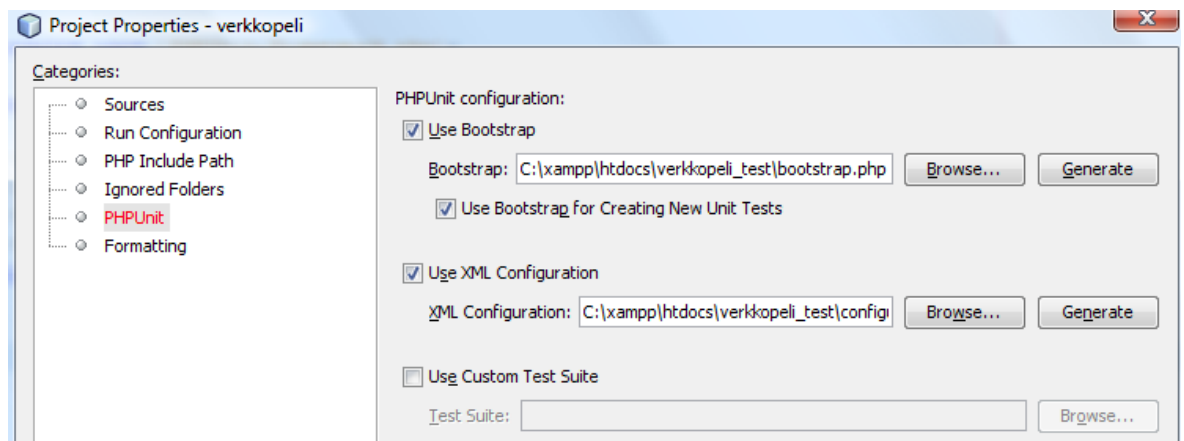 Project Properties - verkkopeli
Categories:
Sources
Run Configuration
PHP Include Path
Ignored Folders
PHPUnit
Formatting
PHPUnit configuration:
Use Bootstrap
Bootstrap: C:\xampp\htdocs\verkkopeli_test\bootstrap.php Browse... Generate
Use Bootstrap for Creating New Unit Tests
Use XML Configuration
XML Configuration: C:\xampp\htdocs\verkkopeli_test\configu Browse... Generate
Use Custom Test Suite
Test Suite: Browse...